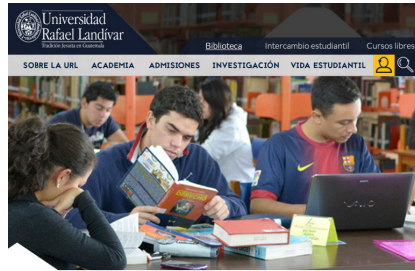 Universidad
Rafael Landívar
Tradición Jesuita en Guatemala
Biblioteca Intercambio estudiantil Cursos libres
SOBRE LA URL ACADEMIA ADMISIONES INVESTIGACIÓN VIDA ESTUDIANTIL